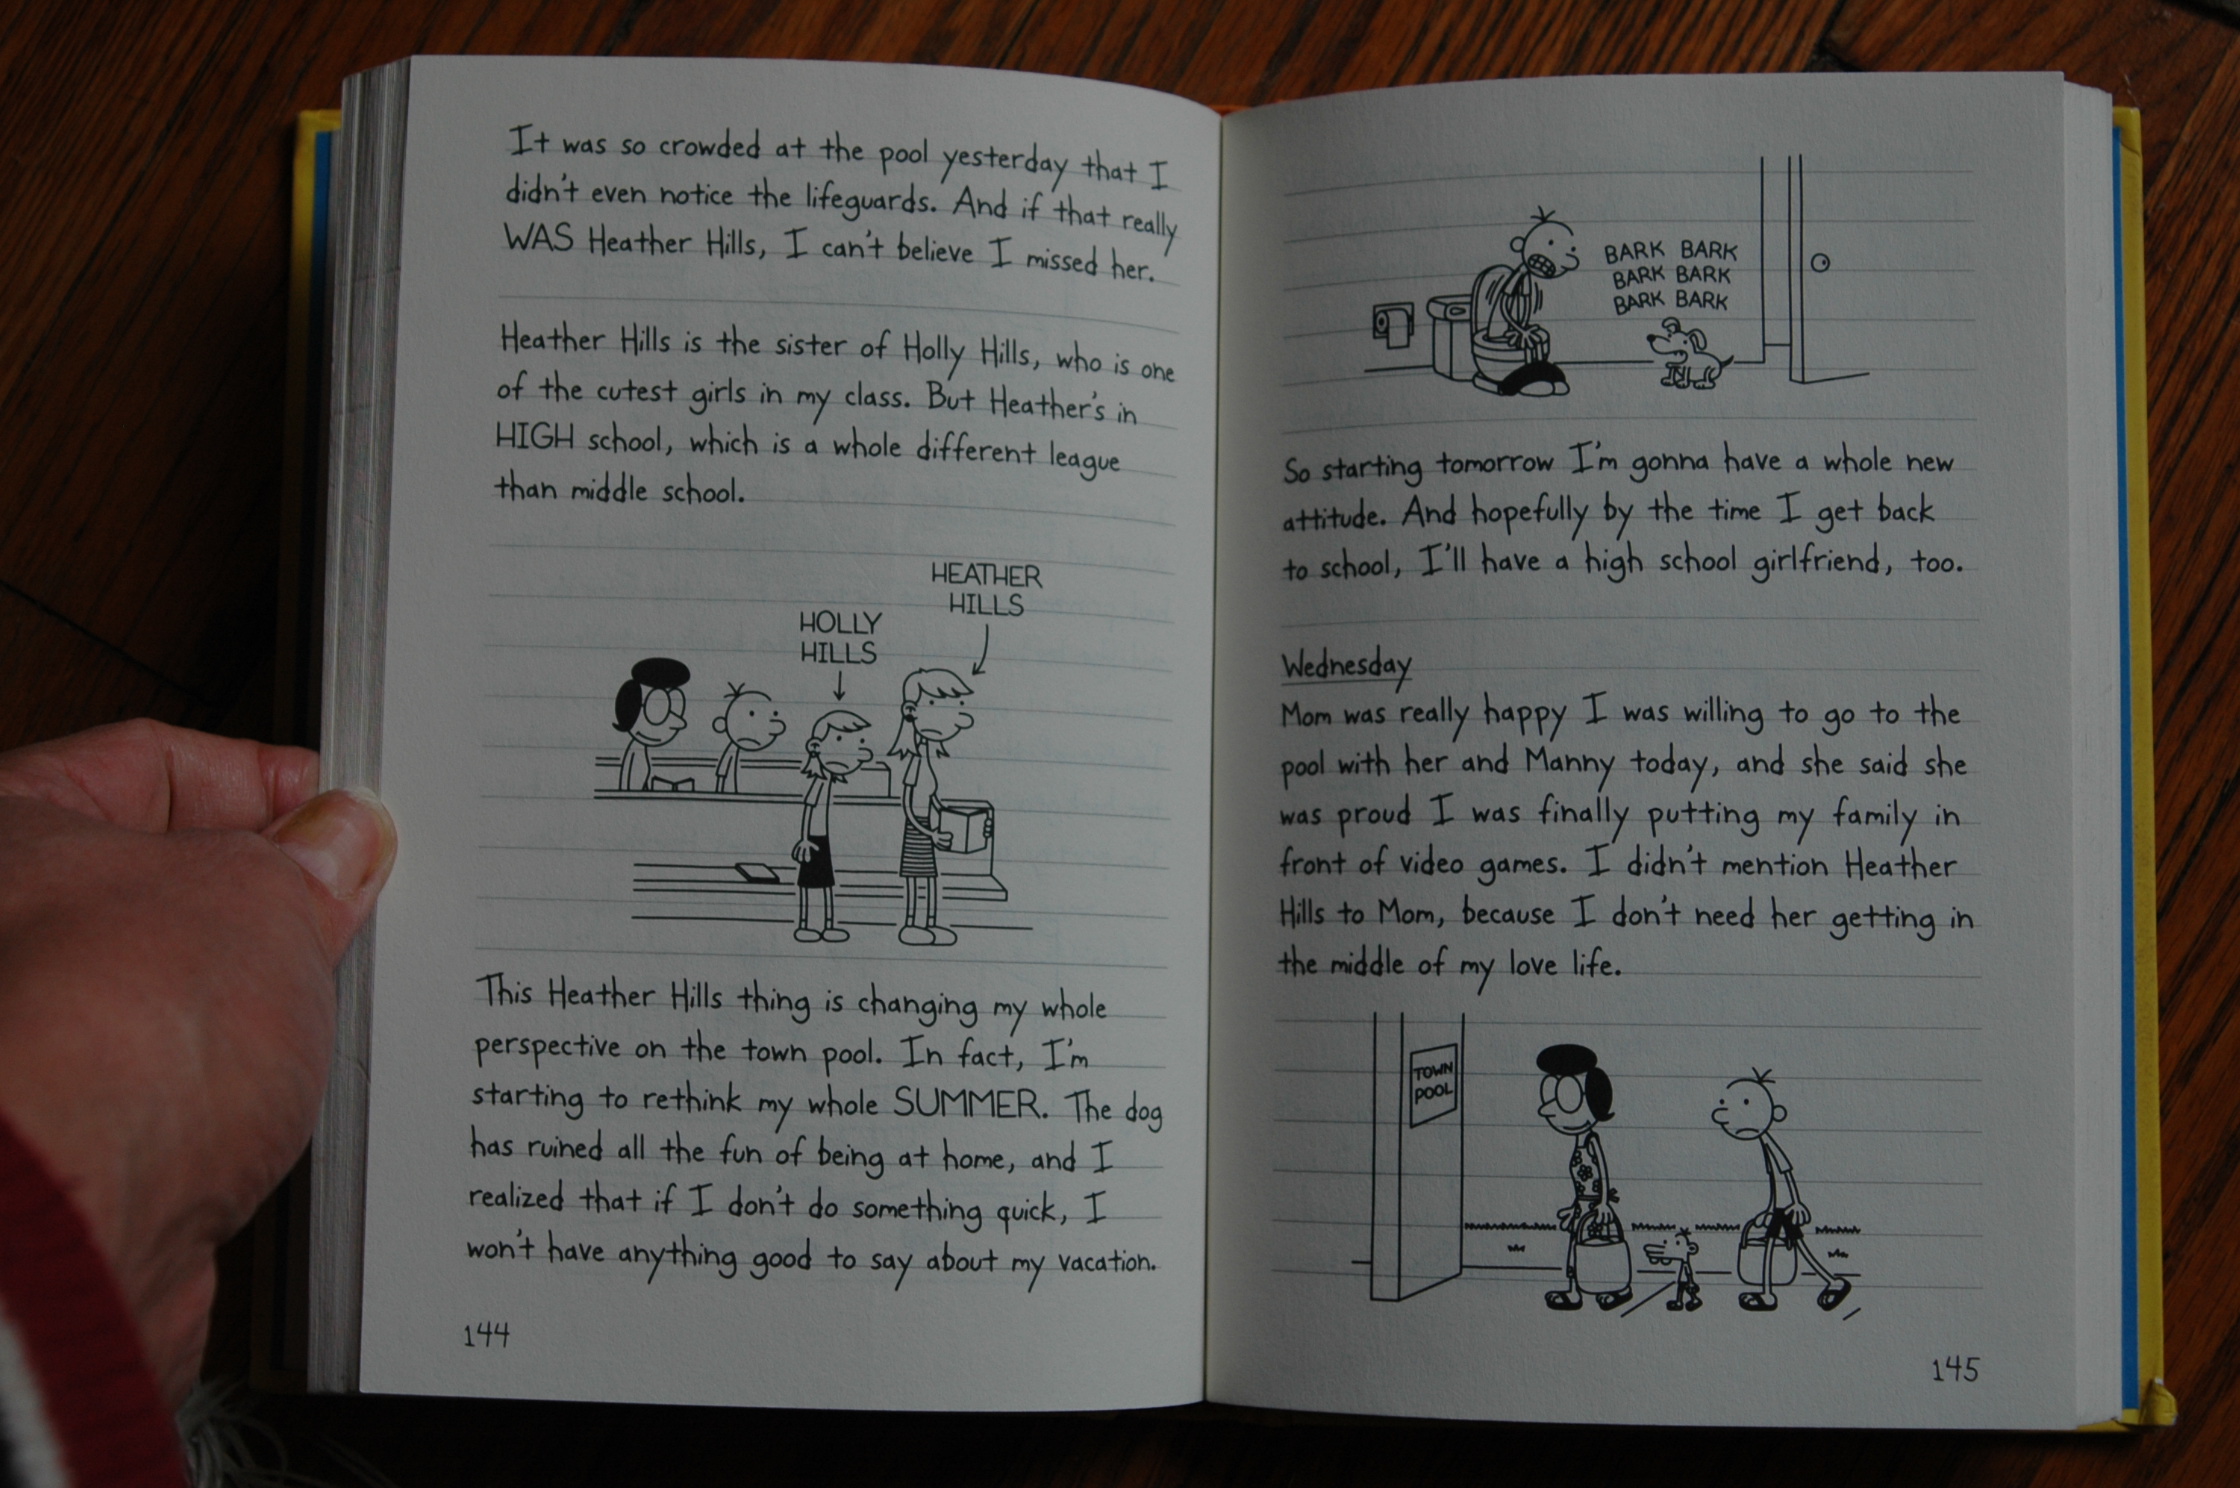 It was so crowded at the pool yesterday that I
didn't even notice the lifeguards. And if that really
WAS Heather Hills, I can't believe I missed her.
Heather Hills is the sister of Holly Hills, who is one
of the cutest girls in my class. But Heather's in
HIGH school, which is a whole different league
than middle school.
HEATHER
HILLS
HOLLY
HILLS
This Heather Hills thing is changing my whole
perspective on the town pool. In fact, I'm
starting to rethink my whole SUMMER. The dog
has ruined all the fun of being at home, and I
realized that if I don't do something quick, I
won't have anything good to say about my vacation.
144
BARK BARK
BARK BARK
BARK BARK
So starting tomorrow I'm gonna have a whole new
attitude. And hopefully by the time I get back
to school, I'll have a high school girlfriend, too.
Wednesday
Mom was really happy I was willing to go to the
pool with her and Manny today, and she said she
was proud I was finally putting my family in
front of video games. I didn't mention Heather
Hills to Mom, because I don't need her getting in
the middle of my love life.
TOWN
POOL
145